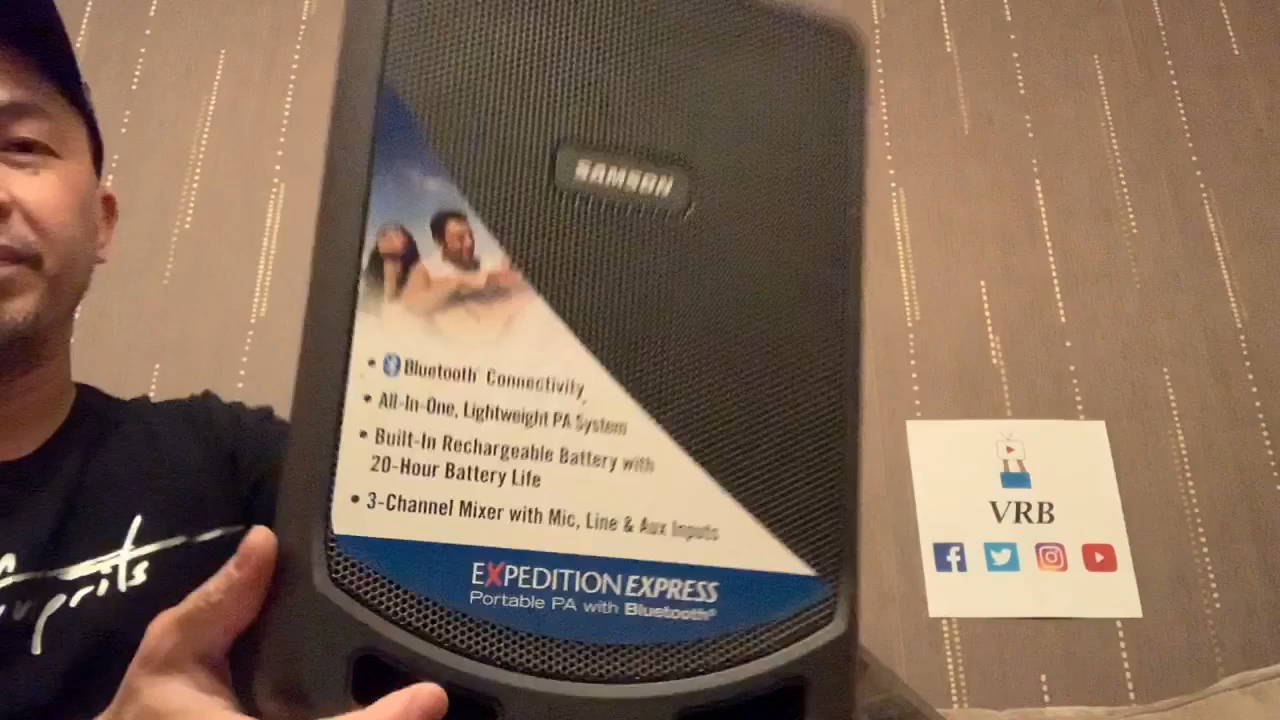 SAMSON
• Bluetooth® Connectivity
• All-In-One, Lightweight PA System
• Built-In Rechargeable Battery with
20-Hour Battery Life
• 3-Channel Mixer with Mic, Line & Aux Inputs
EXPEDITION EXPRESS
Portable PA with Bluetooth®
VRB